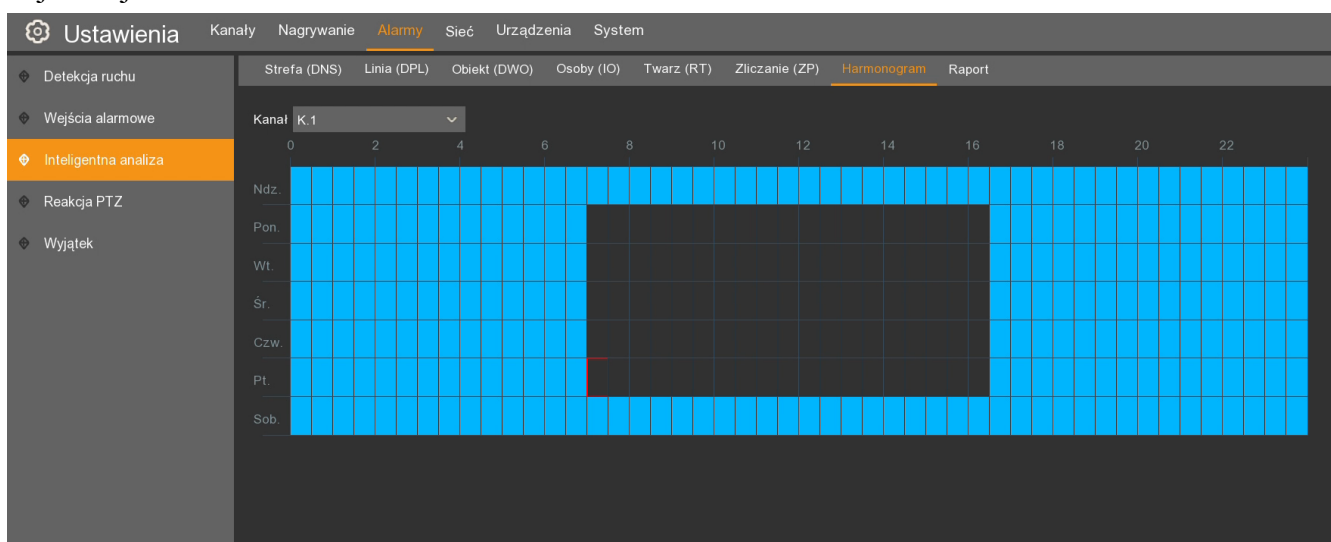 Ustawienia Kanały Nagrywanie Alarmy Sieć Urządzenia System
Detekcja ruchu
Wejścia alarmowe
Inteligentna analiza
Reakcja PTZ
Wyjątek
Strefa (DNS) Linia (DPL) Obiekt (DWO) Osoby (IO) Twarz (RT) Zliczanie (ZP) Harmonogram Raport
Kanał K.1
0 2 4 6 8 10 12 14 16 18 20 22
Ndz.
Pon.
Wt.
Śr.
Czw.
Pt.
Sob.